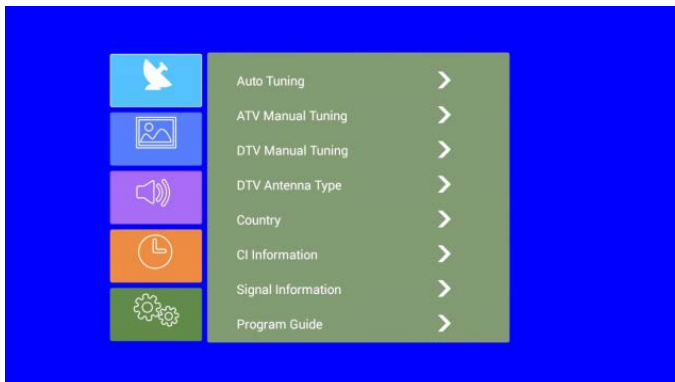 Auto Tuning
ATV Manual Tuning
DTV Manual Tuning
DTV Antenna Type
Country
CI Information
Signal Information
Program Guide